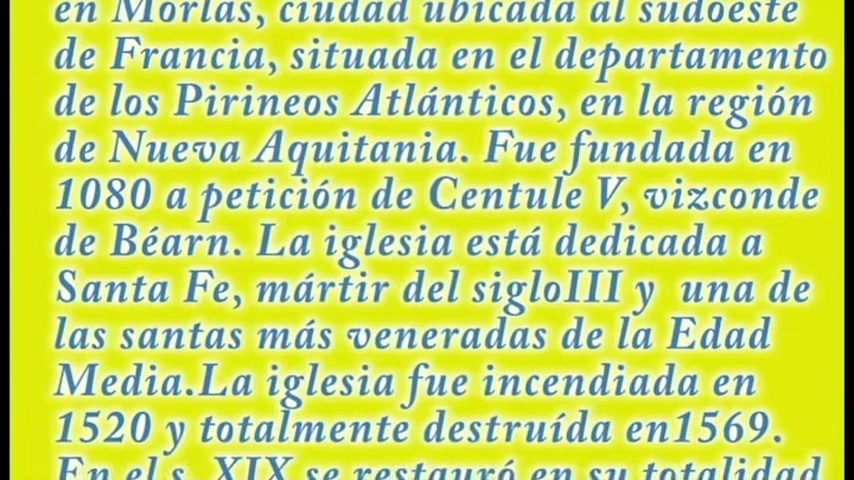 en Morlas, ciudad ubicada al sudoeste
de Francia, situada en el departamento
de los Pirineos Atlánticos, en la región
de Nueva Aquitania. Fue fundada en
1080 a petición de Centule V, vizconde
de Béarn. La iglesia está dedicada a
Santa Fe, mártir del sigloIII y  una de
las santas más veneradas de la Edad
Media.La iglesia fue incendiada en
1520 y totalmente destruída en1569.
En el s. XIX se restauró en su totalidad